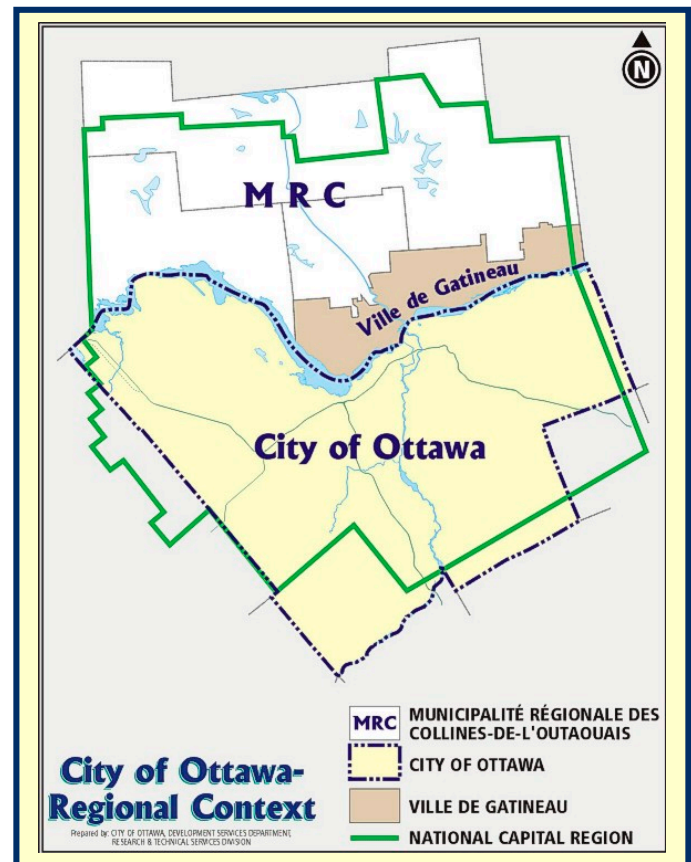 N
M R C
Ville de Gatineau
City of Ottawa
MRC MUNICIPALITÉ RÉGIONALE DES
COLLINES-DE-L'OUTAOUAIS
CITY OF OTTAWA
VILLE DE GATINEAU
NATIONAL CAPITAL REGION
City of Ottawa-
Regional Context
Prepared by: CITY OF OTTAWA, DEVELOPMENT SERVICES DEPARTMENT,
RESEARCH & TECHNICAL SERVICES DIVISION